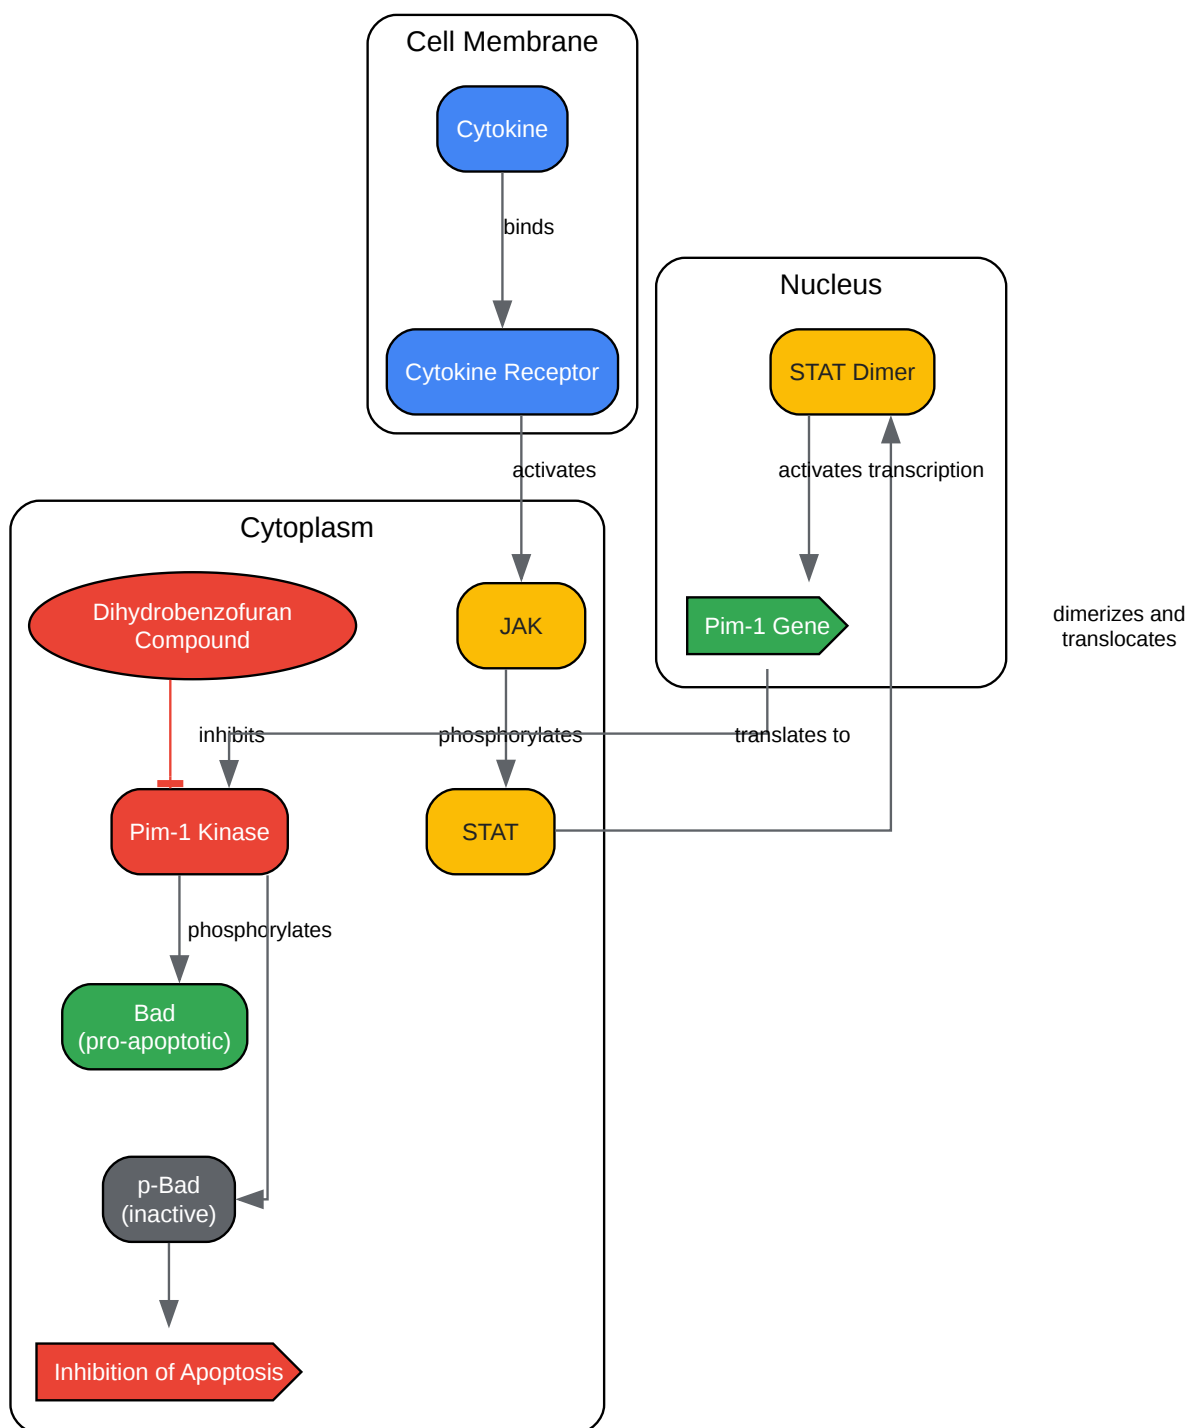 Cell Membrane
Cytokine
binds
Nucleus
Cytokine Receptor
STAT Dimer
activates
activates transcription
Cytoplasm
Dihydrobenzofuran
Compound
JAK
Pim-1 Gene
dimerizes and
translocates
inhibits
phosphorylates
translates to
Pim-1 Kinase
STAT
phosphorylates
Bad
(pro-apoptotic)
p-Bad
(inactive)
Inhibition of Apoptosis